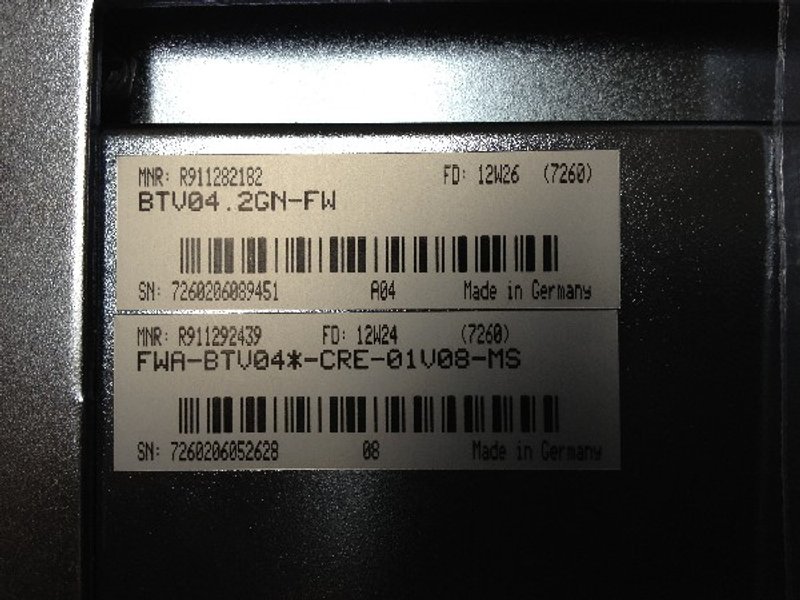 MNR: R911282182 FD: 12W26 (7260)
BTV04.2GN-FW
SN: 7260206089451 A04 Made in Germany
MNR: R911292439 FD: 12W24 (7260)
FWA-BTV04*-CRE-01V08-MS
SN: 7260206052628 08 Made in Germany